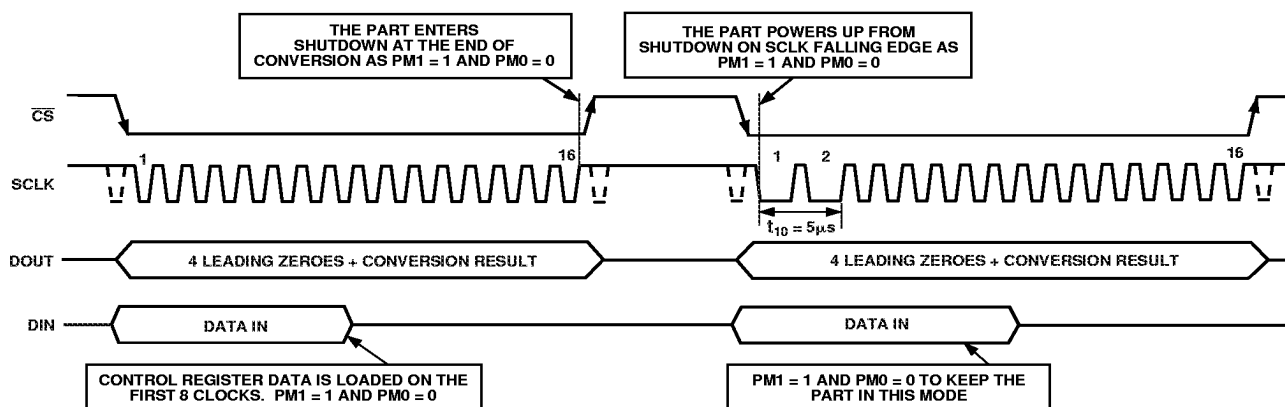 THE PART ENTERS
SHUTDOWN AT THE END OF
CONVERSION AS PM1 = 1 AND PM0 = 0
THE PART POWERS UP FROM
SHUTDOWN ON SCLK FALLING EDGE AS
PM1 = 1 AND PM0 = 0
CS
1
16
1
2
16
SCLK
t10 = 5µs
DOUT
4 LEADING ZEROES + CONVERSION RESULT
4 LEADING ZEROES + CONVERSION RESULT
DIN
DATA IN
DATA IN
CONTROL REGISTER DATA IS LOADED ON THE
FIRST 8 CLOCKS. PM1 = 1 AND PM0 = 0
PM1 = 1 AND PM0 = 0 TO KEEP THE
PART IN THIS MODE